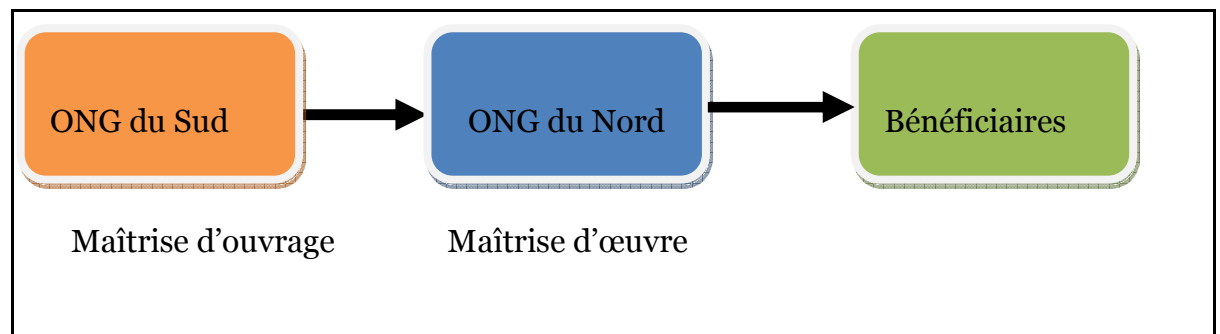 ONG du Sud
ONG du Nord
Bénéficiaires
Maîtrise d’ouvrage
Maîtrise d’œuvre